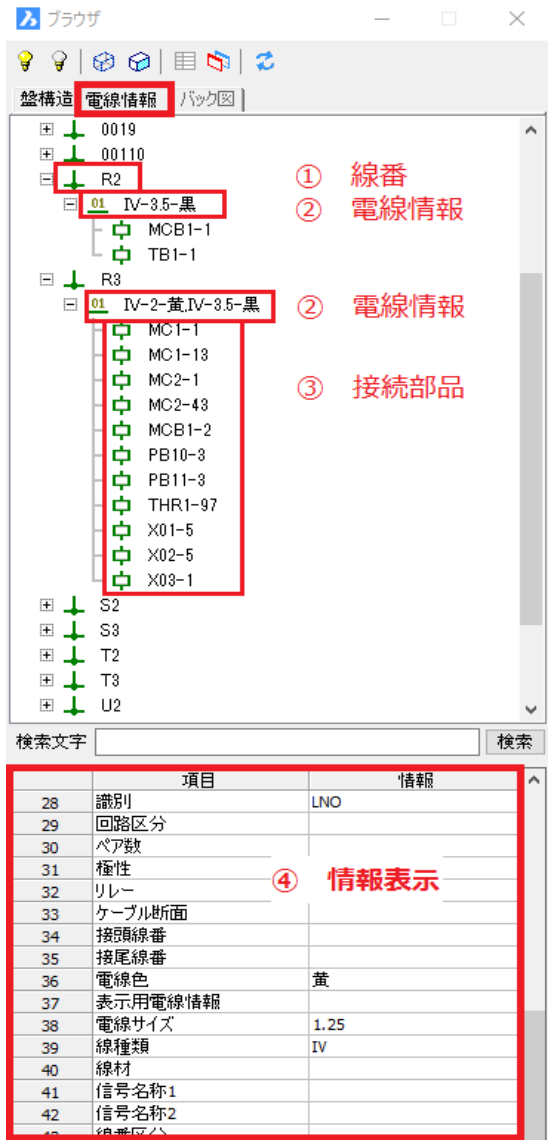 ブラウザ
盤構造 電線情報 バック図
0019
00110
R2 ① 線番
01 IV-3.5-黒 ② 電線情報
MCB1-1
TB1-1
R3
01 IV-2-黄,IV-3.5-黒 ② 電線情報
MC1-1
MC1-13
MC2-1 ③ 接続部品
MC2-43
MCB1-2
PB10-3
PB11-3
THR1-97
X01-5
X02-5
X03-1
S2
S3
T2
T3
U2
検索文字 検索
項目 情報
28 識別 LNO
29 回路区分
30 ペア数
31 極性 ④ 情報表示
32 リレー
33 ケーブル断面
34 接頭線番
35 接尾線番
36 電線色 黄
37 表示用電線情報
38 電線サイズ 1.25
39 線種類 IV
40 線材
41 信号名称1
42 信号名称2